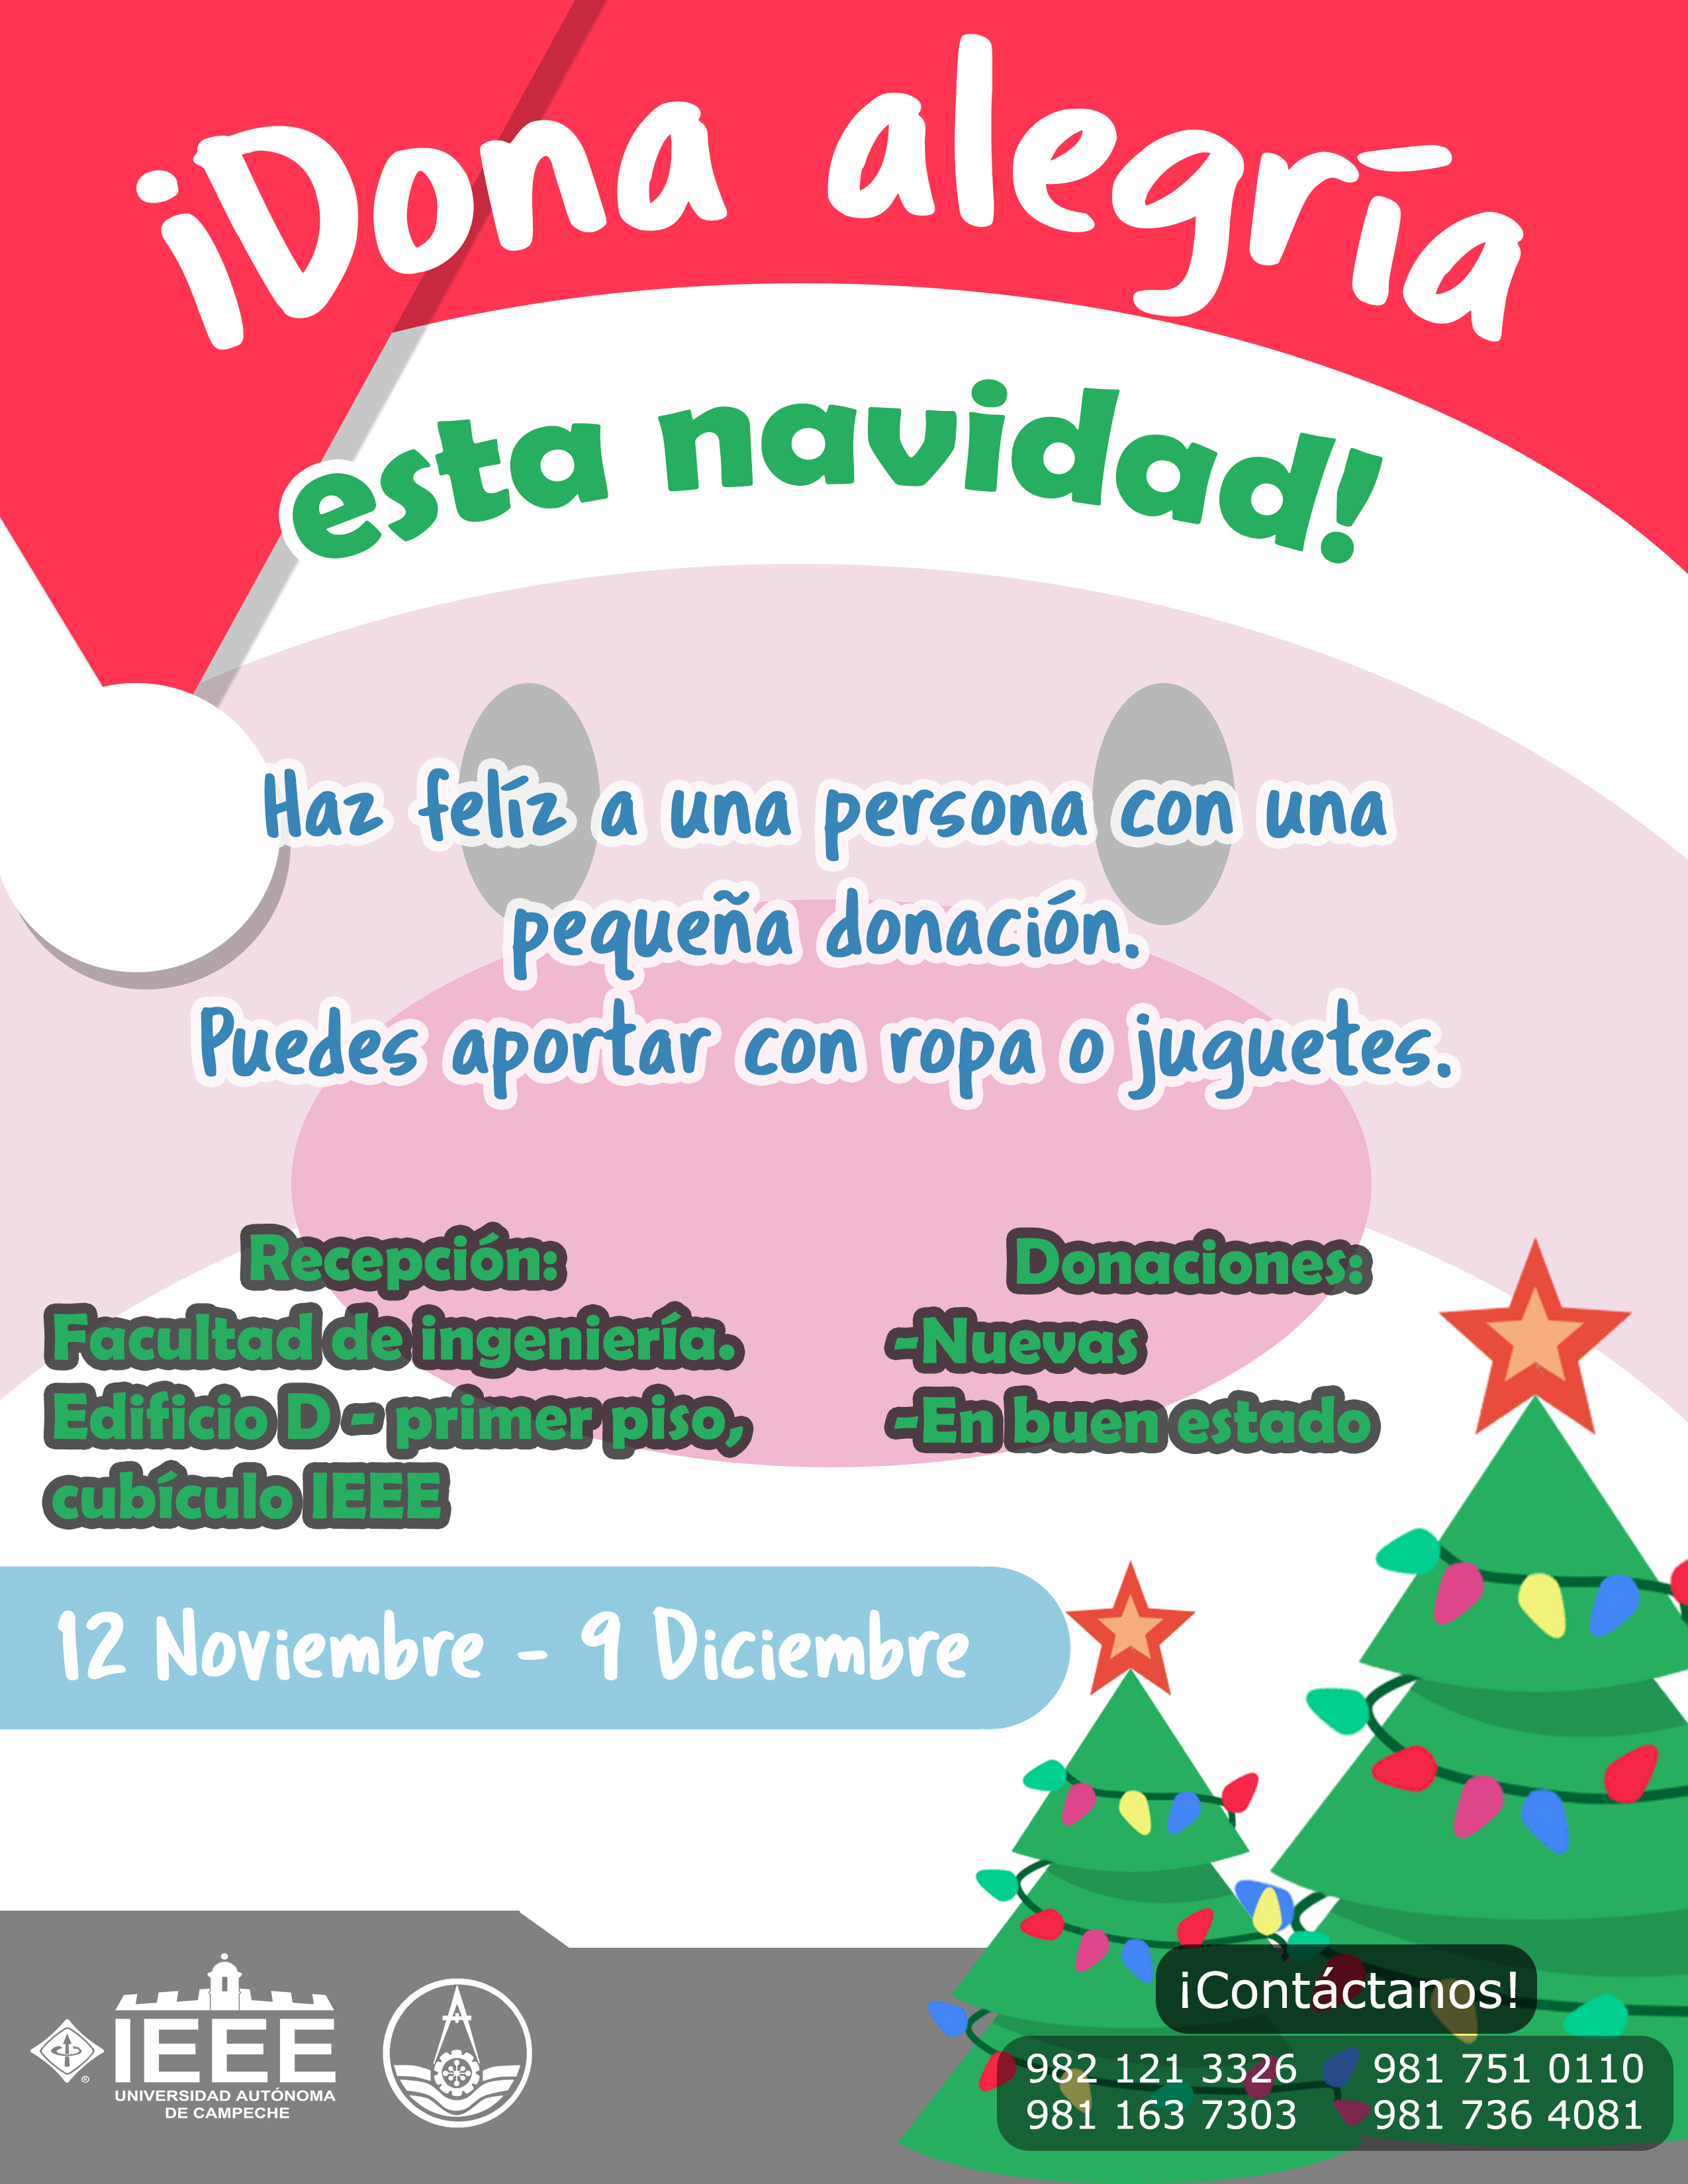 ¡Dona alegría
esta navidad!
Haz felíz a una persona con una
pequeña donación.
Puedes aportar con ropa o juguetes.
Recepción:
Facultad de ingeniería.
Edificio D - primer piso,
cubículo IEEE
Donaciones:
-Nuevas
-En buen estado
12 Noviembre - 9 Diciembre
IEEE
UNIVERSIDAD AUTÓNOMA
DE CAMPECHE
¡Contáctanos!
982 121 3326 981 751 0110
981 163 7303 981 736 4081